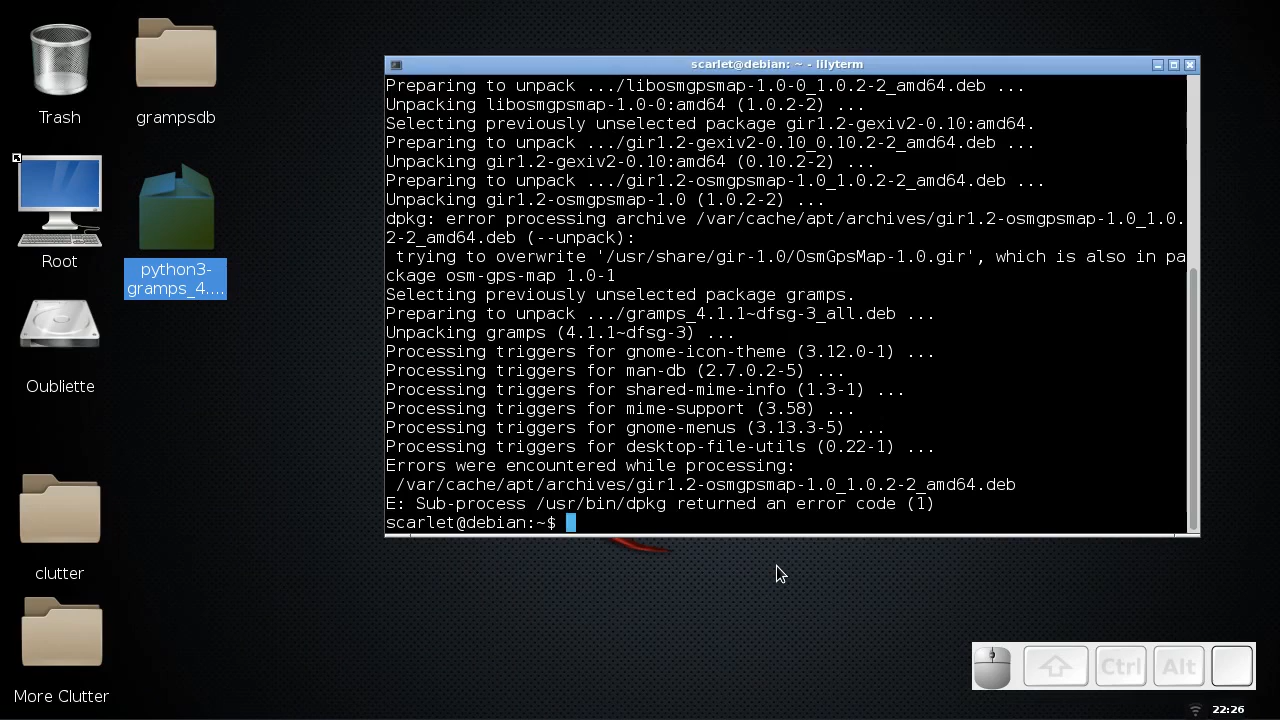 Trash
grampsdb
Root
python3-
gramps_4....
Oubliette
clutter
More Clutter
scarlet@debian: ~ - lilyterm
Preparing to unpack .../libosmgpsmap-1.0-0_1.0.2-2_amd64.deb ...
Unpacking libosmgpsmap-1.0-0:amd64 (1.0.2-2) ...
Selecting previously unselected package gir1.2-gexiv2-0.10:amd64.
Preparing to unpack .../gir1.2-gexiv2-0.10_0.10.2-2_amd64.deb ...
Unpacking gir1.2-gexiv2-0.10:amd64 (0.10.2-2) ...
Preparing to unpack .../gir1.2-osmgpsmap-1.0_1.0.2-2_amd64.deb ...
Unpacking gir1.2-osmgpsmap-1.0 (1.0.2-2) ...
dpkg: error processing archive /var/cache/apt/archives/gir1.2-osmgpsmap-1.0_1.0.
2-2_amd64.deb (--unpack):
 trying to overwrite '/usr/share/gir-1.0/OsmGpsMap-1.0.gir', which is also in pa
ckage osm-gps-map 1.0-1
Selecting previously unselected package gramps.
Preparing to unpack .../gramps_4.1.1~dfsg-3_all.deb ...
Unpacking gramps (4.1.1~dfsg-3) ...
Processing triggers for gnome-icon-theme (3.12.0-1) ...
Processing triggers for man-db (2.7.0.2-5) ...
Processing triggers for shared-mime-info (1.3-1) ...
Processing triggers for mime-support (3.58) ...
Processing triggers for gnome-menus (3.13.3-5) ...
Processing triggers for desktop-file-utils (0.22-1) ...
Errors were encountered while processing:
 /var/cache/apt/archives/gir1.2-osmgpsmap-1.0_1.0.2-2_amd64.deb
E: Sub-process /usr/bin/dpkg returned an error code (1)
scarlet@debian:~$
Ctrl
Alt
22:26